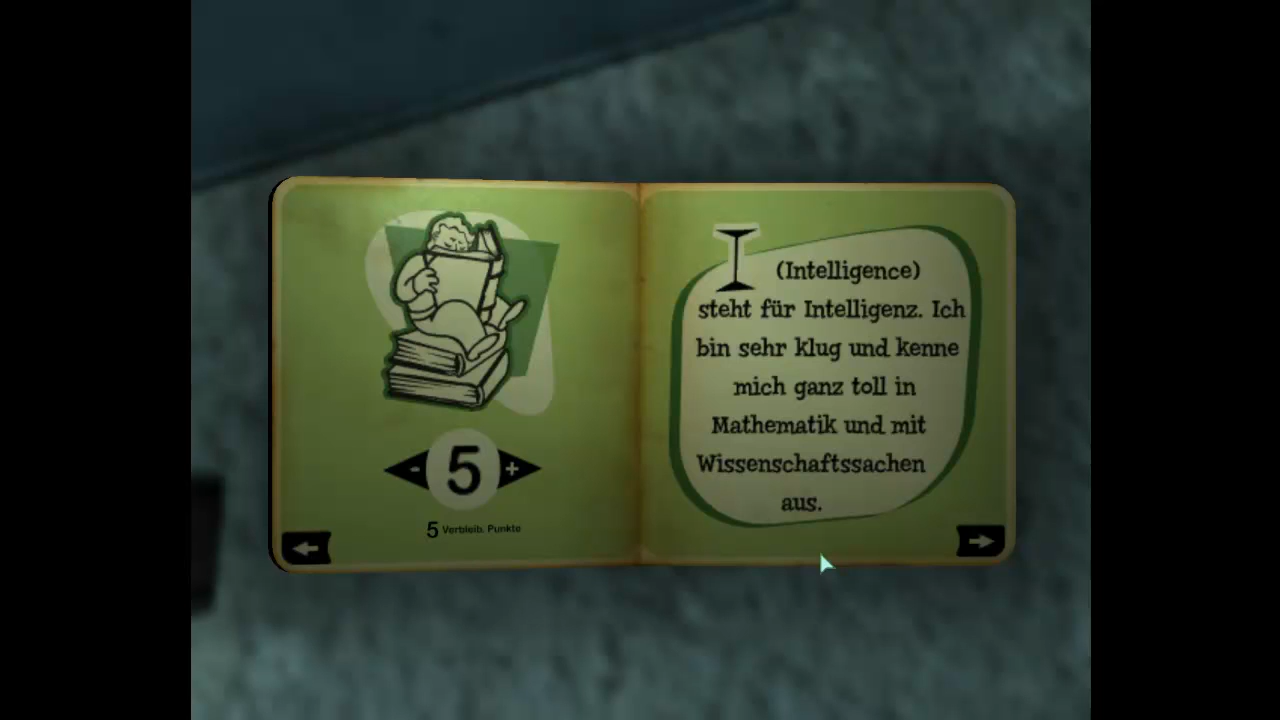 5
5 Verbleib. Punkte
I
(Intelligence)
steht für Intelligenz. Ich
bin sehr klug und kenne
mich ganz toll in
Mathematik und mit
Wissenschaftssachen
aus.